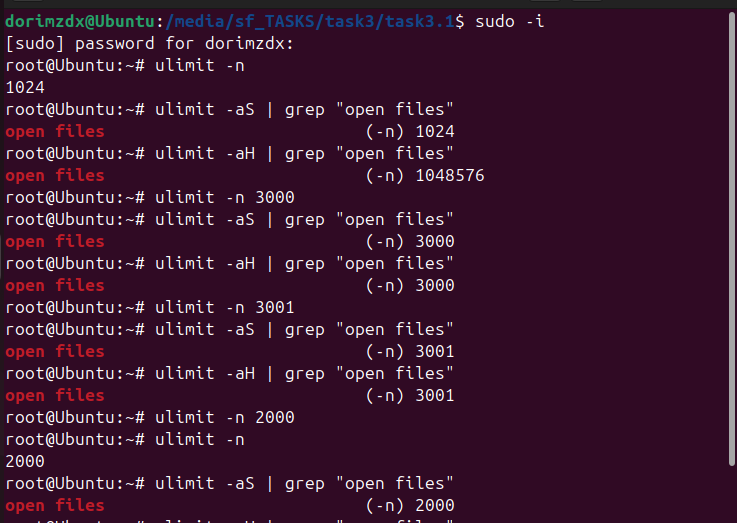 dorimzdx@Ubuntu:/media/sf_TASKS/task3/task3.1$ sudo -i
[sudo] password for dorimzdx:
root@Ubuntu:~# ulimit -n
1024
root@Ubuntu:~# ulimit -aS | grep "open files"
open files                          (-n) 1024
root@Ubuntu:~# ulimit -aH | grep "open files"
open files                          (-n) 1048576
root@Ubuntu:~# ulimit -n 3000
root@Ubuntu:~# ulimit -aS | grep "open files"
open files                          (-n) 3000
root@Ubuntu:~# ulimit -aH | grep "open files"
open files                          (-n) 3000
root@Ubuntu:~# ulimit -n 3001
root@Ubuntu:~# ulimit -aS | grep "open files"
open files                          (-n) 3001
root@Ubuntu:~# ulimit -aH | grep "open files"
open files                          (-n) 3001
root@Ubuntu:~# ulimit -n 2000
root@Ubuntu:~# ulimit -n
2000
root@Ubuntu:~# ulimit -aS | grep "open files"
open files                          (-n) 2000